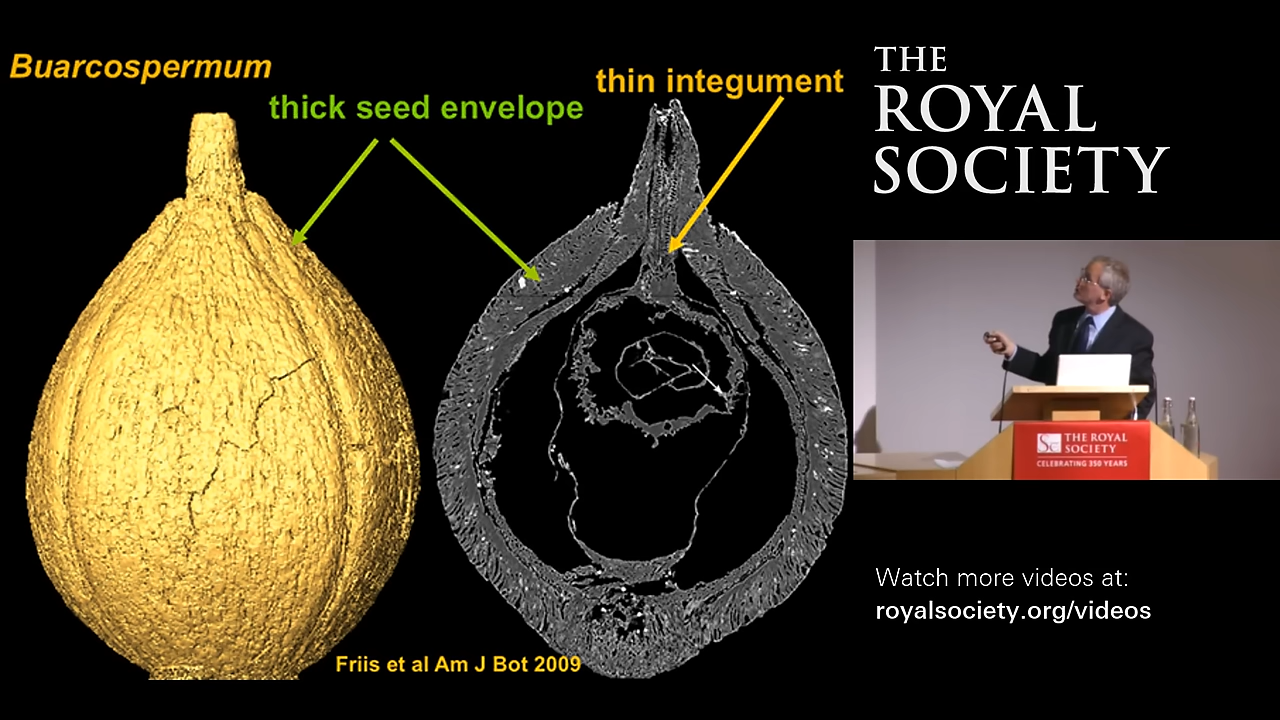 Buarcospermum
thick seed envelope
thin integument
Friis et al Am J Bot 2009
THE
ROYAL
SOCIETY
THE ROYAL
SOCIETY
CELEBRATING 350 YEARS
Watch more videos at:
royalsociety.org/videos